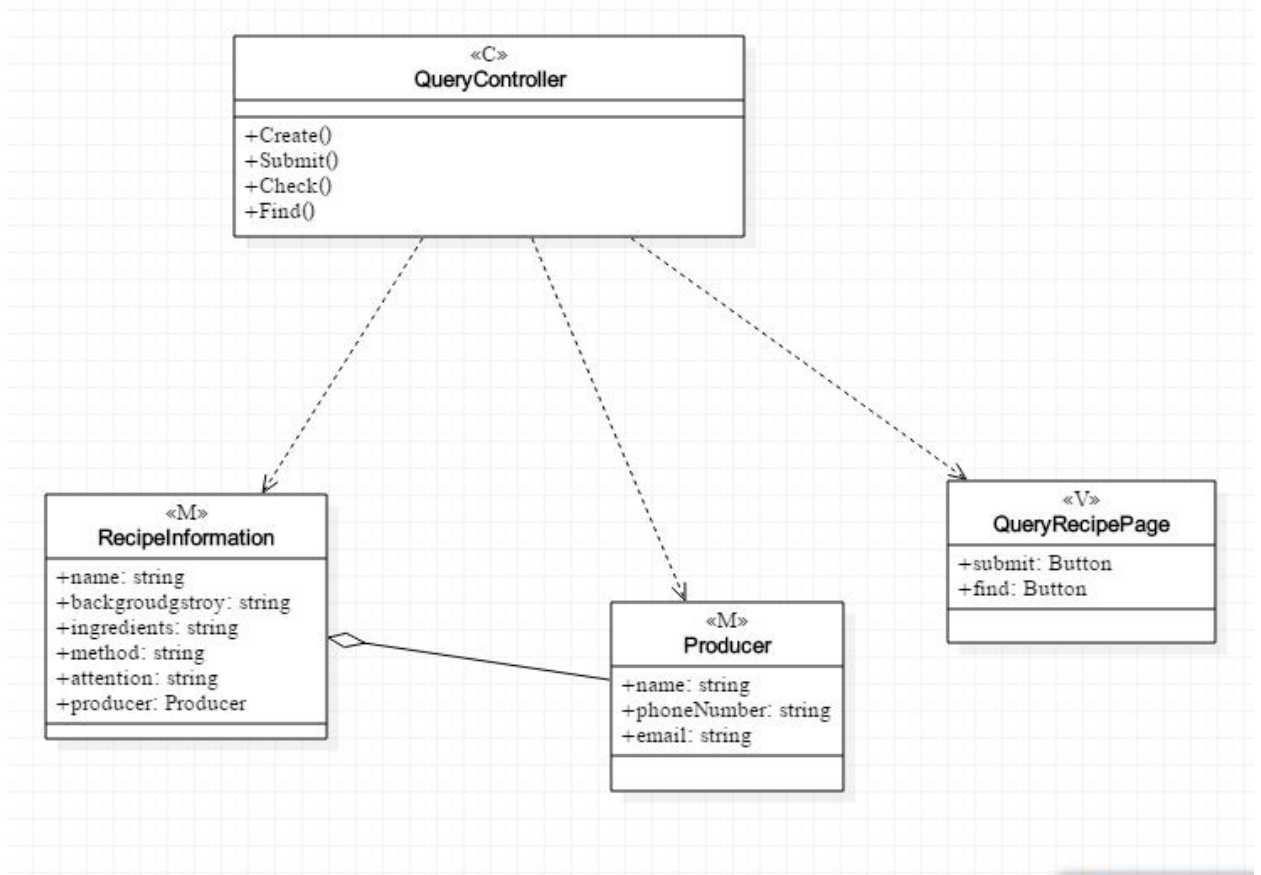 «C»
QueryController
+Create()
+Submit()
+Check()
+Find()
«M»
RecipeInformation
+name: string
+backgroudgstroy: string
+ingredients: string
+method: string
+attention: string
+producer: Producer
«M»
Producer
+name: string
+phoneNumber: string
+email: string
«V»
QueryRecipePage
+submit: Button
+find: Button